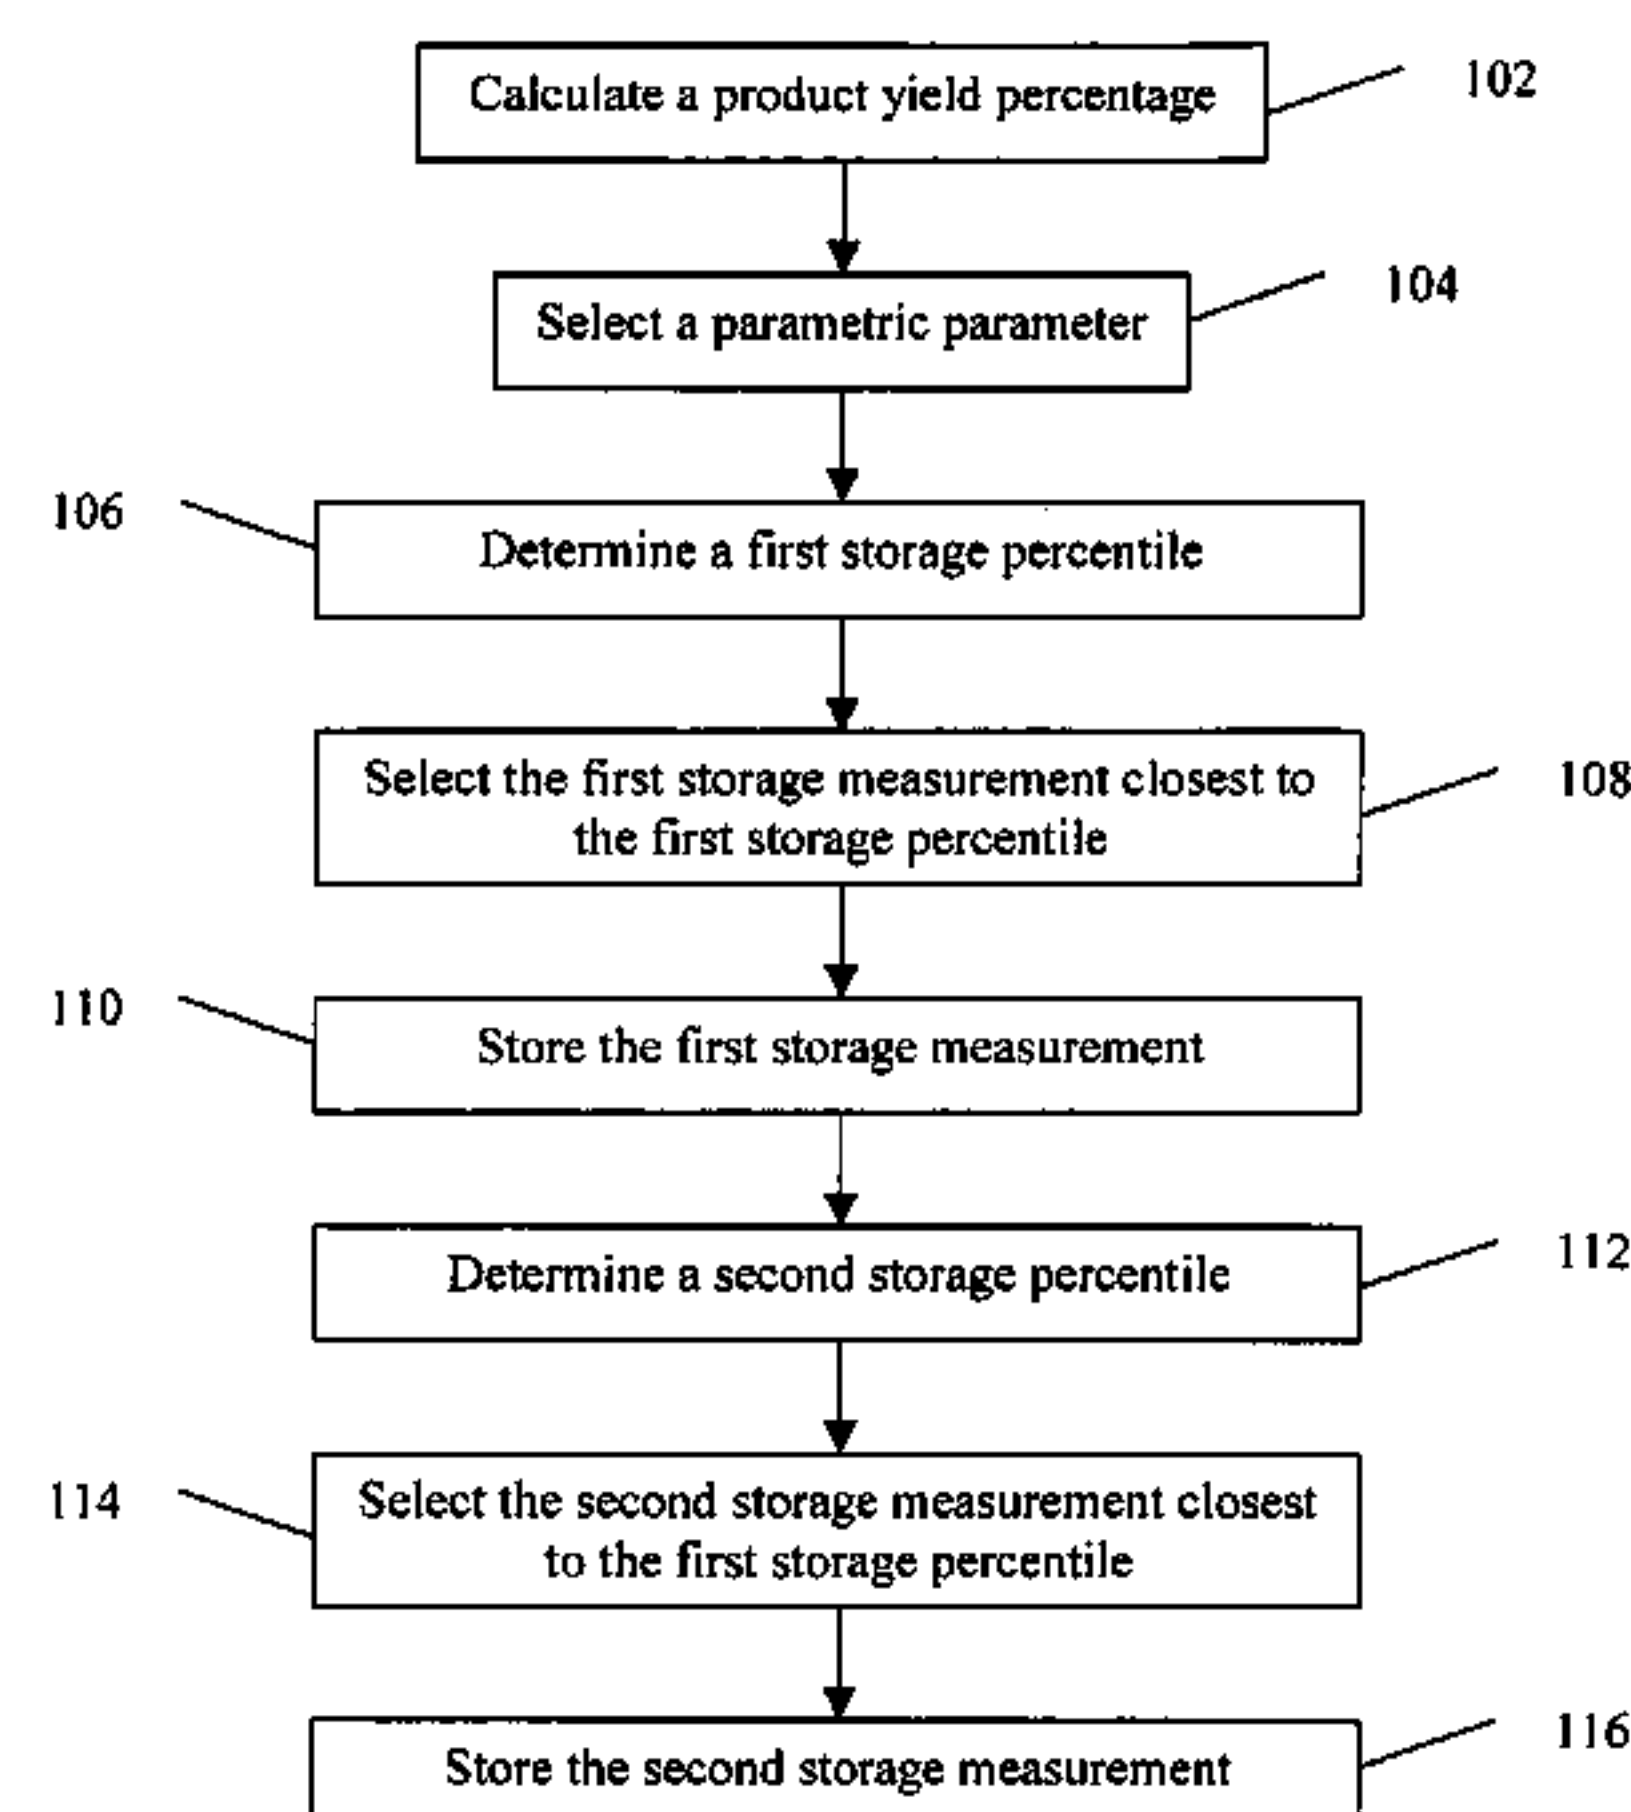 Calculate a product yield percentage
102
Select a parametric parameter
104
106
Determine a first storage percentile
Select the first storage measurement closest to
the first storage percentile
108
110
Store the first storage measurement
Determine a second storage percentile
112
114
Select the second storage measurement closest
to the first storage percentile
Store the second storage measurement
116